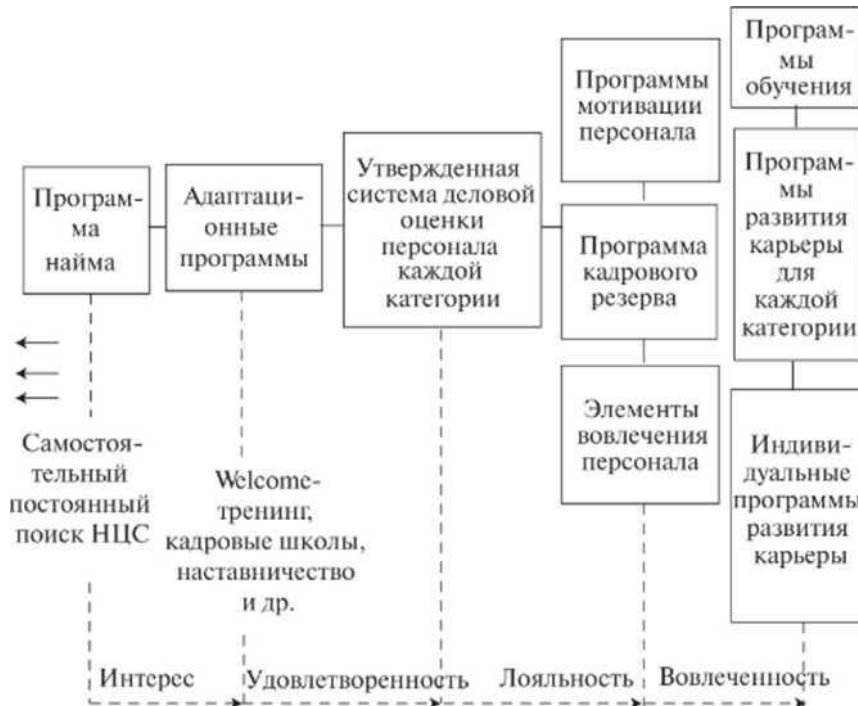 Програм-
ма
найма
Адаптаци-
онные
программы
Утвержденная
система деловой
оценки
персонала
каждой
категории
Программы
мотивации
персонала
Программа
кадрового
резерва
Элементы
вовлечения
персонала
Програм-
мы
обучения
Програм-
мы
развития
карьеры
для
каждой
категории
Индиви-
дуальные
программы
развития
карьеры
Самостоя-
тельный
постоянный
поиск НЦС
Welcome-
тренинг,
кадровые школы,
наставничество
и др.
Интерес
Удовлетворенность
Лояльность
Вовлеченность